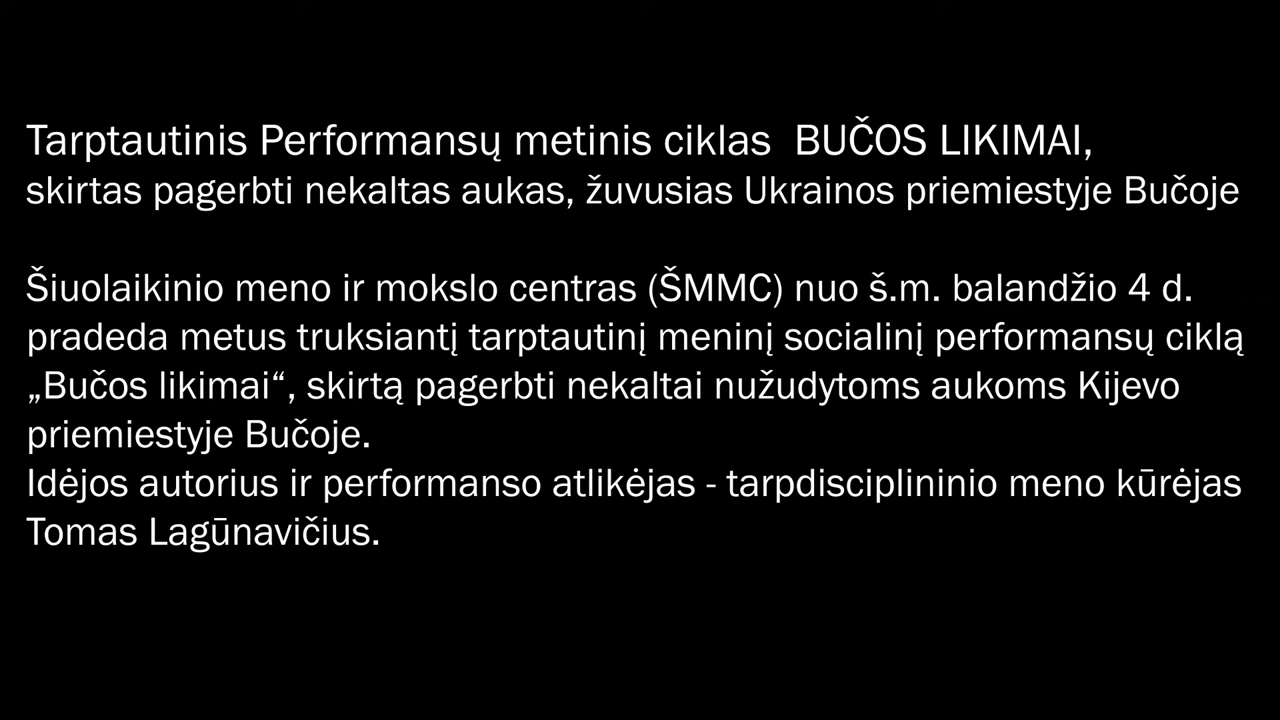 Tarptautinis Performansų metinis ciklas  BUČOS LIKIMAI,
skirtas pagerbti nekaltas aukas, žuvusias Ukrainos priemiestyje Bučoje
Šiuolaikinio meno ir mokslo centras (ŠMMC) nuo š.m. balandžio 4 d.
pradeda metus truksiantį tarptautinį meninį socialinį performansų ciklą
„Bučos likimai“, skirtą pagerbti nekaltai nužudytoms aukoms Kijevo
priemiestyje Bučoje.
Idėjos autorius ir performanso atlikėjas - tarpdisciplininio meno kūrėjas
Tomas Lagūnavičius.